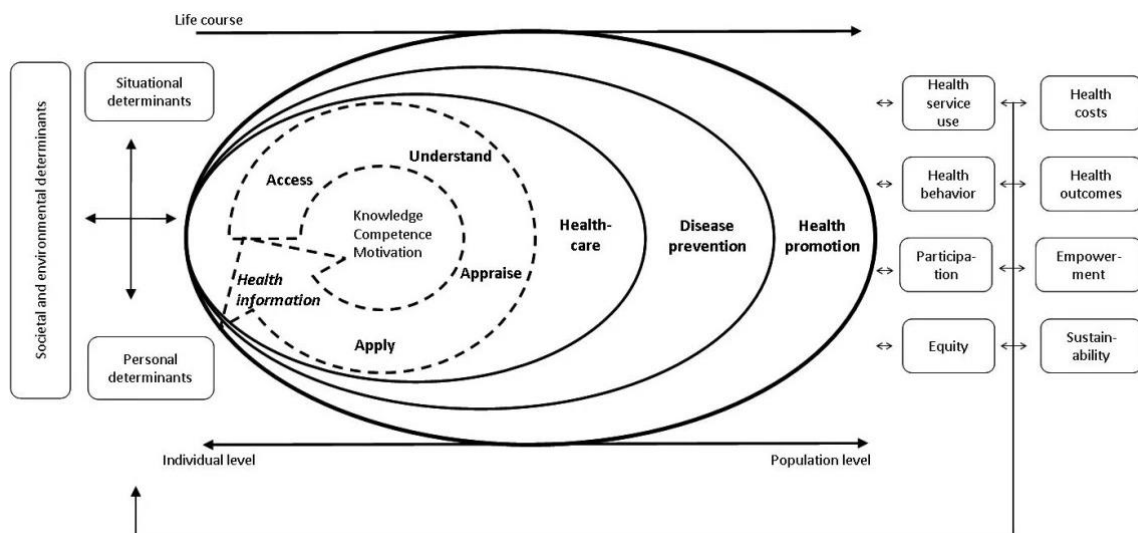 Life course
Societal and environmental determinants
Situational
determinants
Personal
determinants
Access
Understand
Knowledge
Competence
Motivation
Health
information
Appraise
Apply
Health-
care
Disease
prevention
Health
promotion
Individual level
Population level
Health
service
use
Health
costs
Health
behavior
Health
outcomes
Participa-
tion
Empower-
ment
Equity
Sustain-
ability